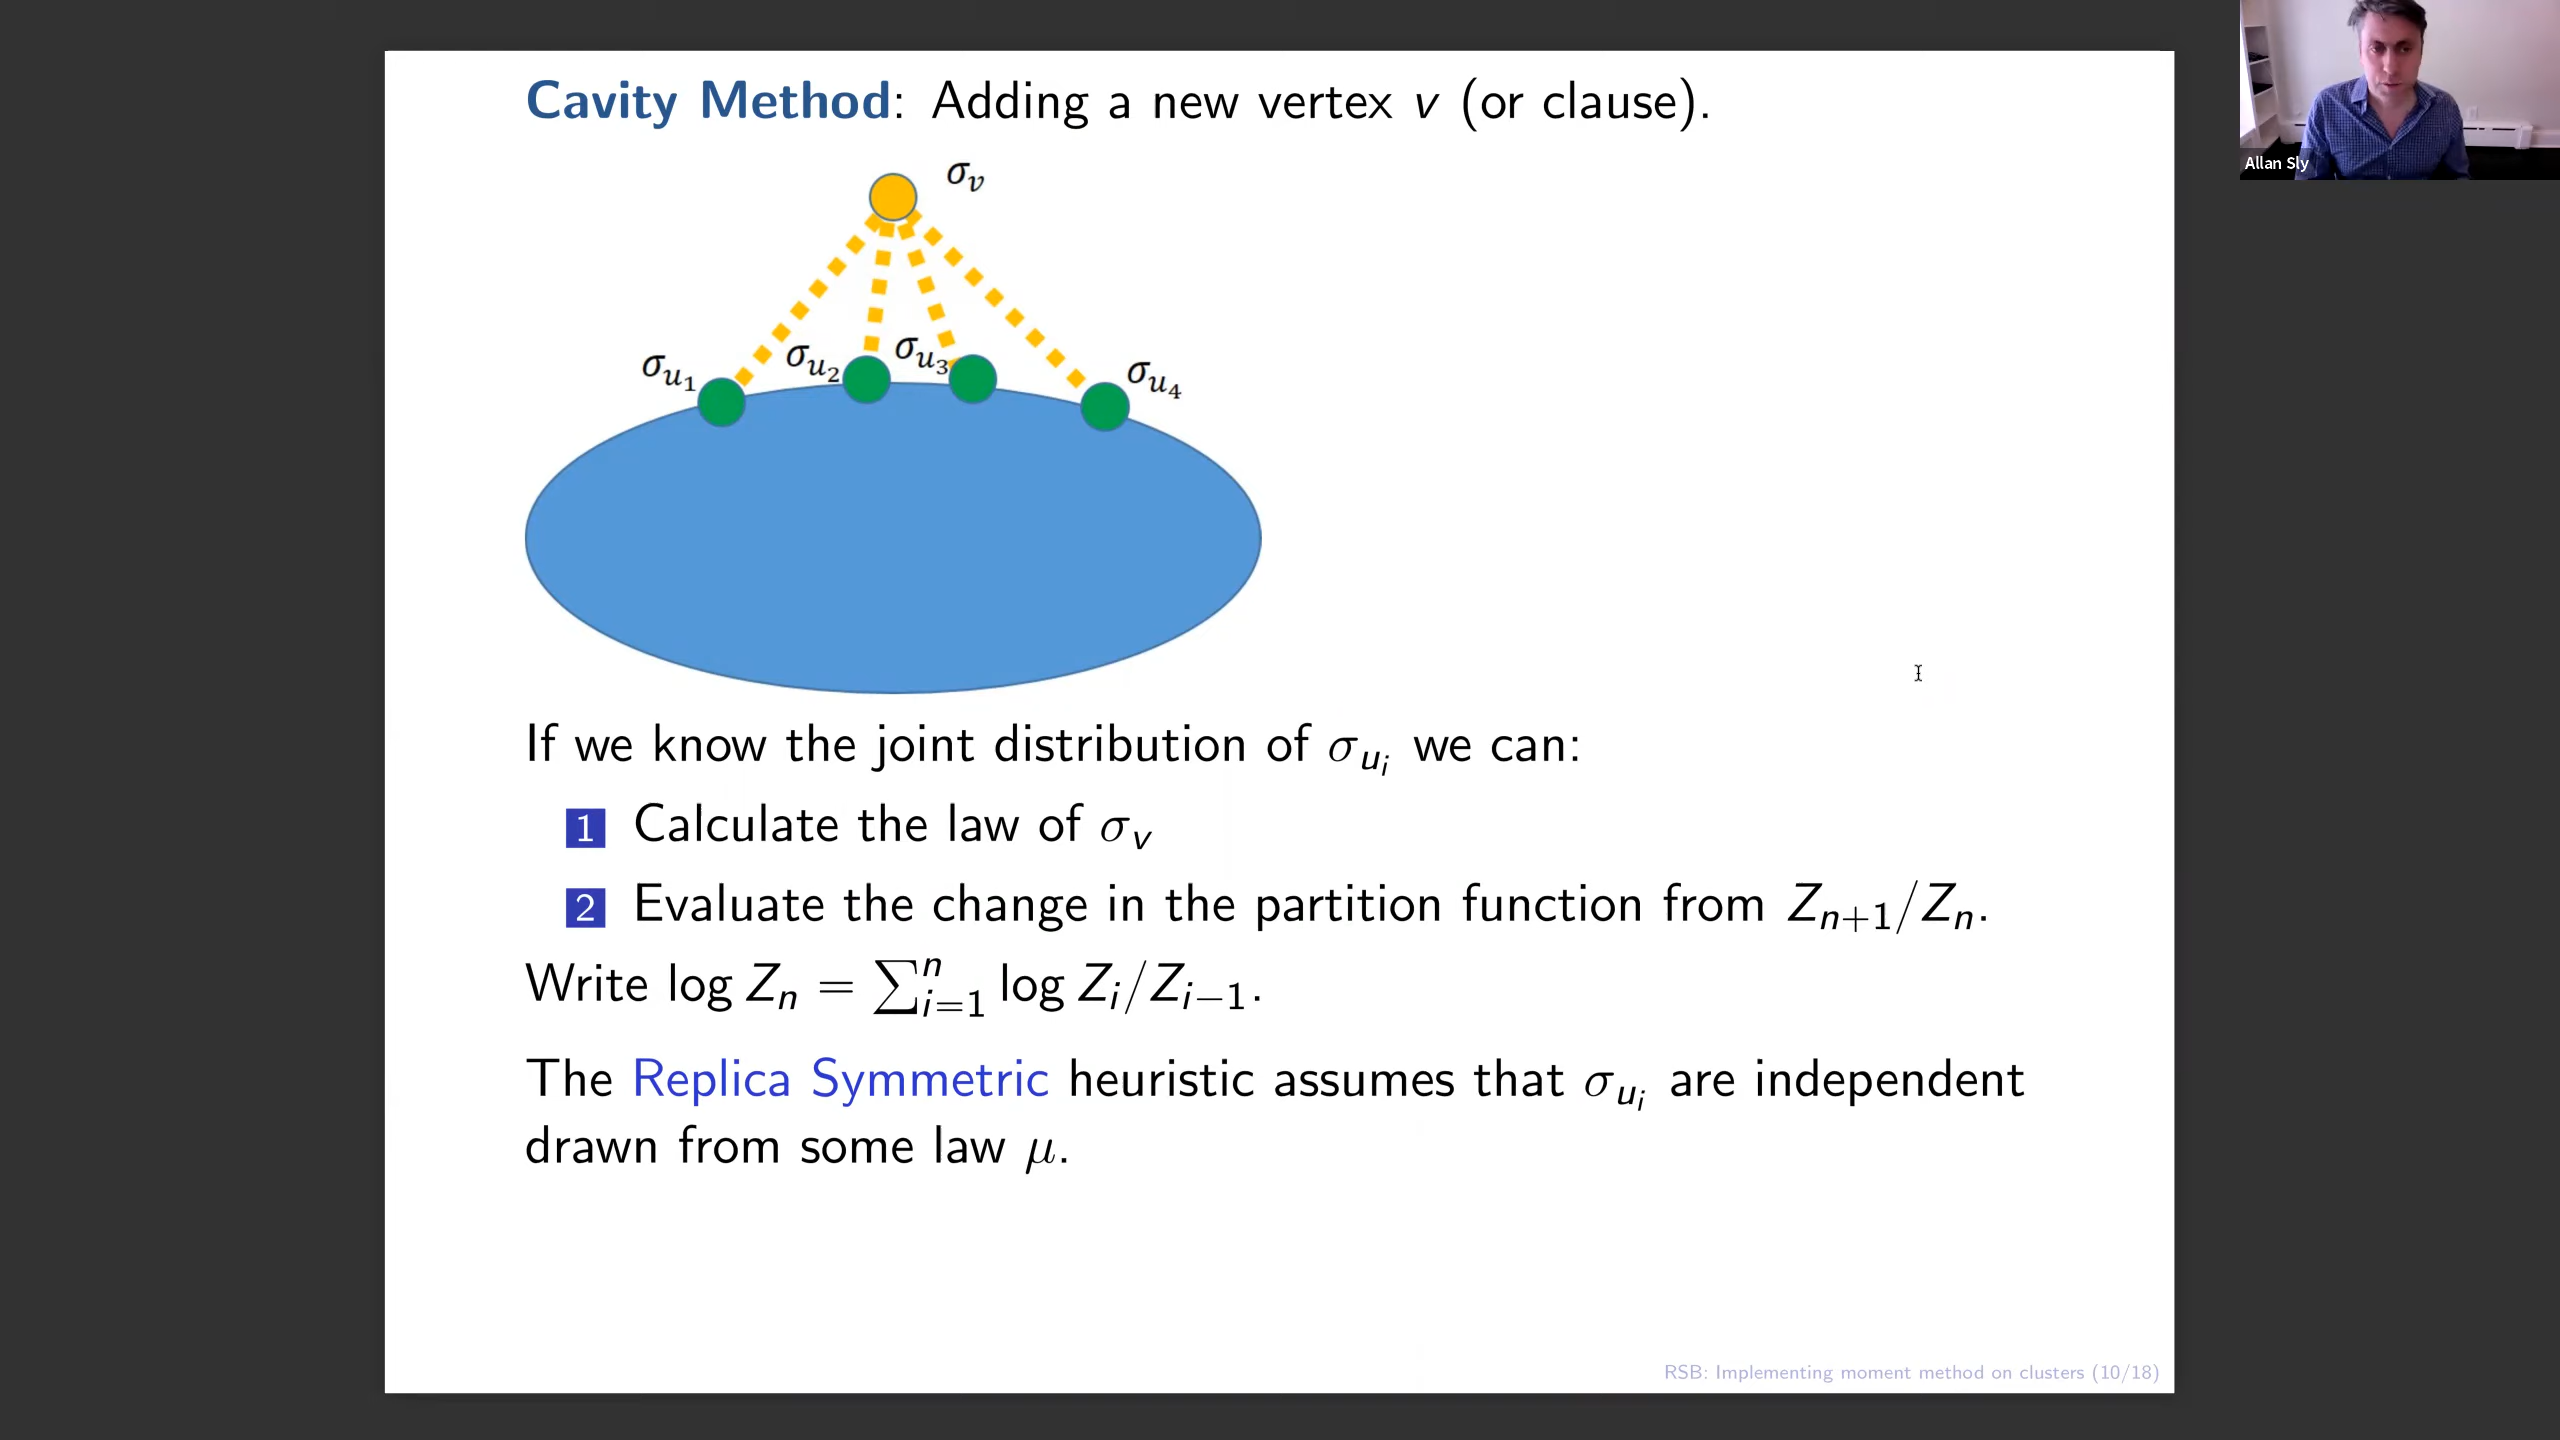 Cavity Method: Adding a new vertex v (or clause).
σ_v
σ_{u_1}
σ_{u_2}
σ_{u_3}
σ_{u_4}
If we know the joint distribution of σ_{u_i} we can:
1 Calculate the law of σ_v
2 Evaluate the change in the partition function from Z_{n+1}/Z_n.
Write log Z_n = ∑_{i=1}^n log Z_i/Z_{i−1}.
The Replica Symmetric heuristic assumes that σ_{u_i} are independent
drawn from some law μ.
RSB: Implementing moment method on clusters (10/18)
Allan Sly